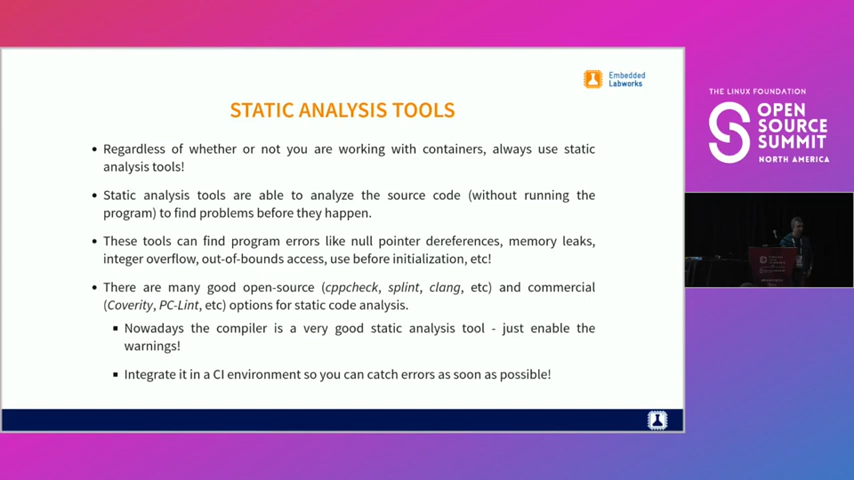 Embedded
Labworks
STATIC ANALYSIS TOOLS
• Regardless of whether or not you are working with containers, always use static
analysis tools!
• Static analysis tools are able to analyze the source code (without running the
program) to find problems before they happen.
• These tools can find program errors like null pointer dereferences, memory leaks,
integer overflow, out-of-bounds access, use before initialization, etc!
• There are many good open-source (cppcheck, splint, clang, etc) and commercial
(Coverity, PC-Lint, etc) options for static code analysis.
▪ Nowadays the compiler is a very good static analysis tool - just enable the
warnings!
▪ Integrate it in a CI environment so you can catch errors as soon as possible!
THE LINUX FOUNDATION
OPEN
SOURCE
SUMMIT
NORTH AMERICA